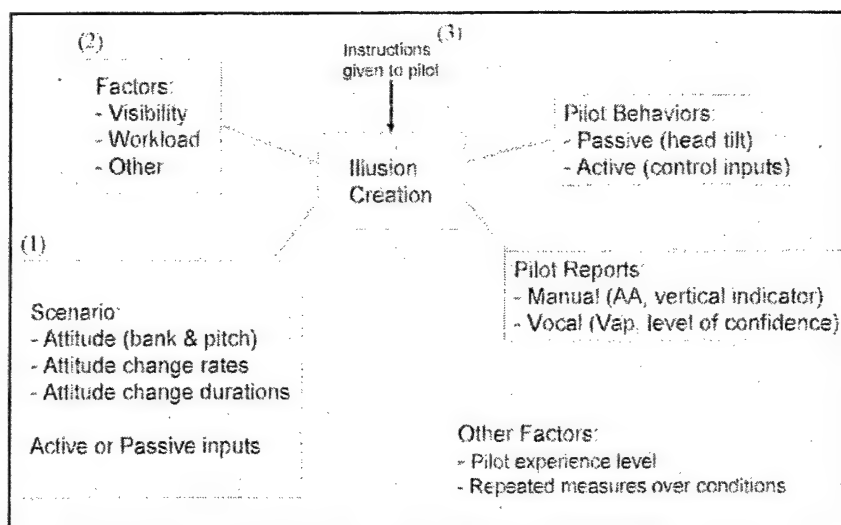 (2)
Factors:
- Visibility
- Workload
- Other
(3)
Instructions
given to pilot
Illusion
Creation
Pilot Behaviors:
- Passive (head tilt)
- Active (control inputs)
(1)
Scenario:
- Attitude (bank & pitch)
- Attitude change rates
- Attitude change durations
Active or Passive inputs
Pilot Reports:
- Manual (AA, vertical indicator)
- Vocal (Vap, level of confidence)
Other Factors:
- Pilot experience level
- Repeated measures over conditions